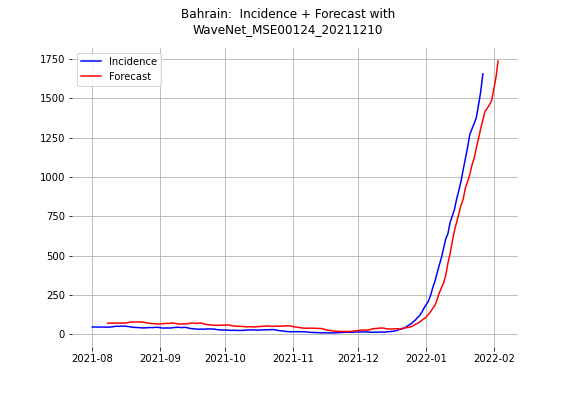 Bahrain:  Incidence + Forecast with
WaveNet_MSE00124_20211210
Incidence
Forecast
1750
1500
1250
1000
750
500
250
0
2021-08 2021-09 2021-10 2021-11 2021-12 2022-01 2022-02